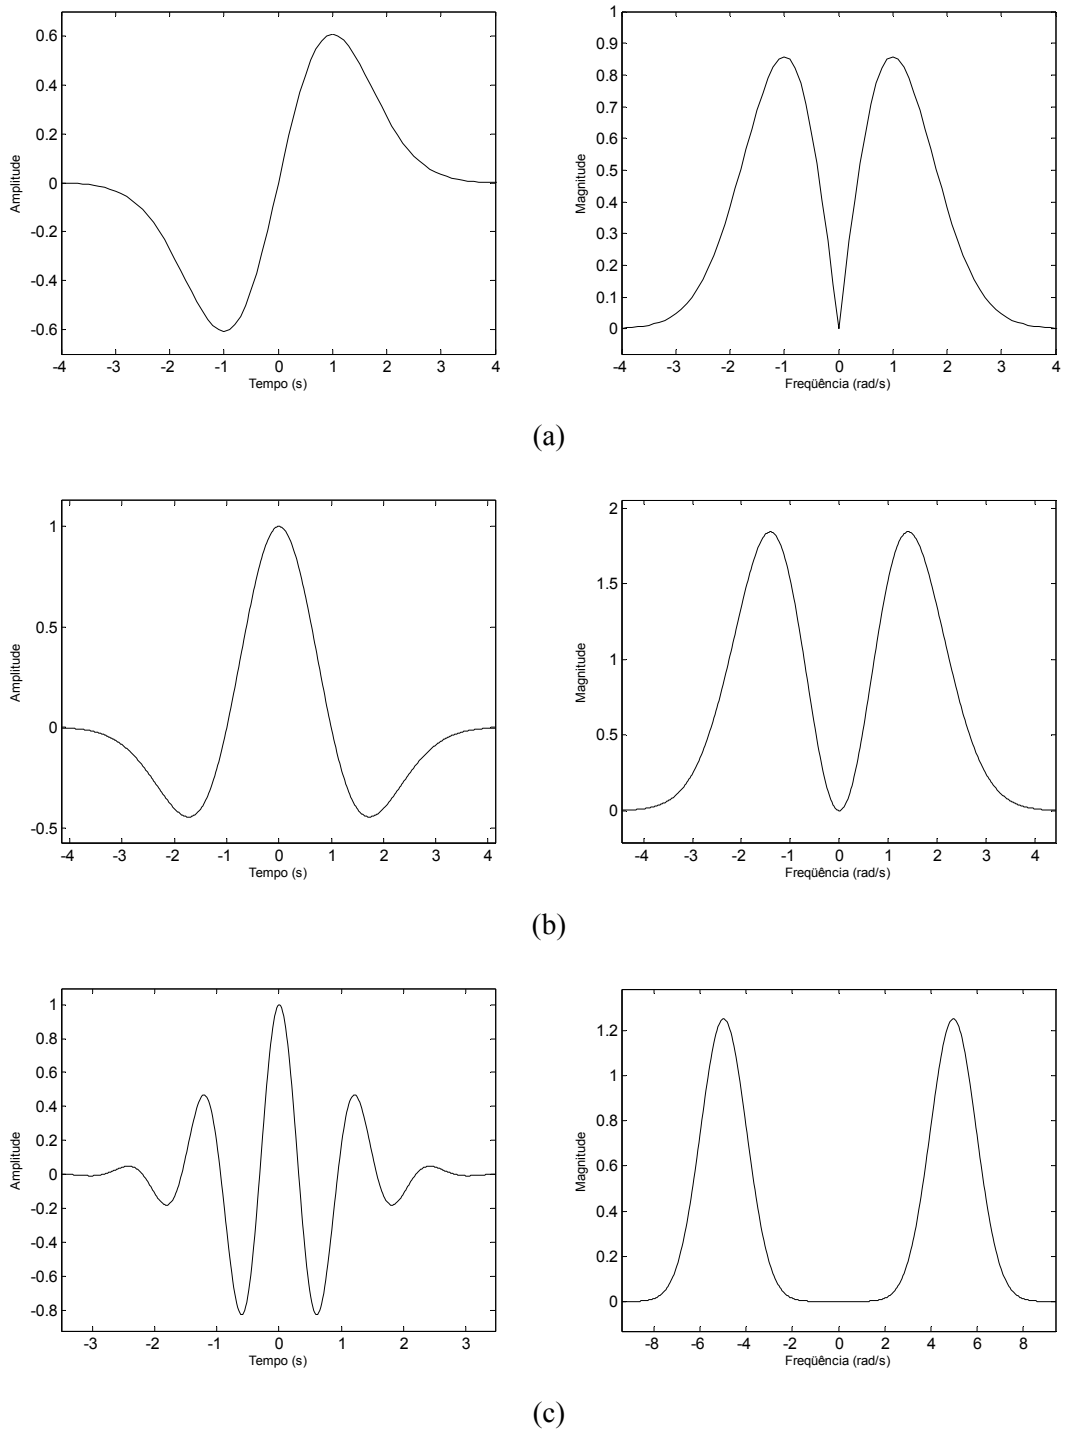 0.6
0.4
0.2
0
-0.2
-0.4
-0.6
Amplitude
-4 -3 -2 -1 0 1 2 3 4
Tempo (s)
1
0.9
0.8
0.7
0.6
0.5
0.4
0.3
0.2
0.1
0
Magnitude
-4 -3 -2 -1 0 1 2 3 4
Freqüência (rad/s)
(a)
1
0.5
0
-0.5
Amplitude
-4 -3 -2 -1 0 1 2 3 4
Tempo (s)
2
1.5
1
0.5
0
Magnitude
-4 -3 -2 -1 0 1 2 3 4
Freqüência (rad/s)
(b)
1
0.8
0.6
0.4
0.2
0
-0.2
-0.4
-0.6
-0.8
Amplitude
-3 -2 -1 0 1 2 3
Tempo (s)
1.2
1
0.8
0.6
0.4
0.2
0
Magnitude
-8 -6 -4 -2 0 2 4 6 8
Freqüência (rad/s)
(c)